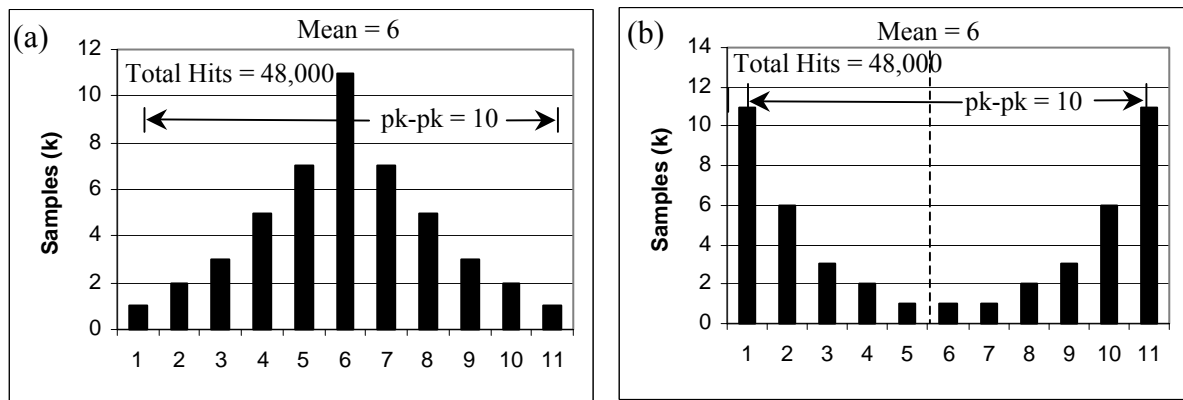 (a)
Mean = 6
Total Hits = 48,000
pk-pk = 10
Samples (k)
12
10
8
6
4
2
0
1 2 3 4 5 6 7 8 9 10 11
(b)
Mean = 6
Total Hits = 48,000
pk-pk = 10
Samples (k)
14
12
10
8
6
4
2
0
1 2 3 4 5 6 7 8 9 10 11